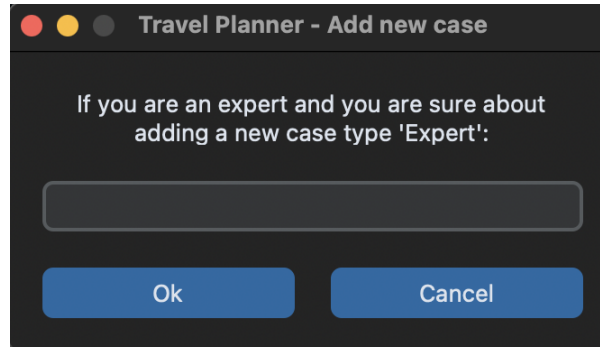 Travel Planner - Add new case
If you are an expert and you are sure about
adding a new case type 'Expert':
Ok
Cancel